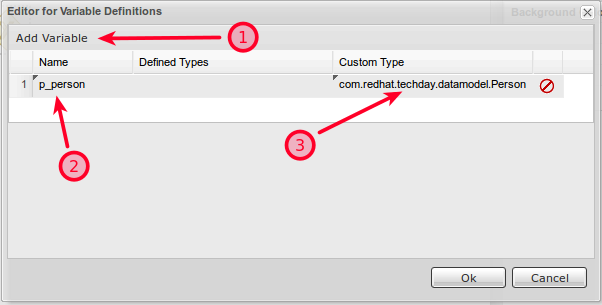 Editor for Variable Definitions
Background
Add Variable
1
Name
Defined Types
Custom Type
1
p_person
com.redhat.techday.datamodel.Person
2
3
Ok
Cancel